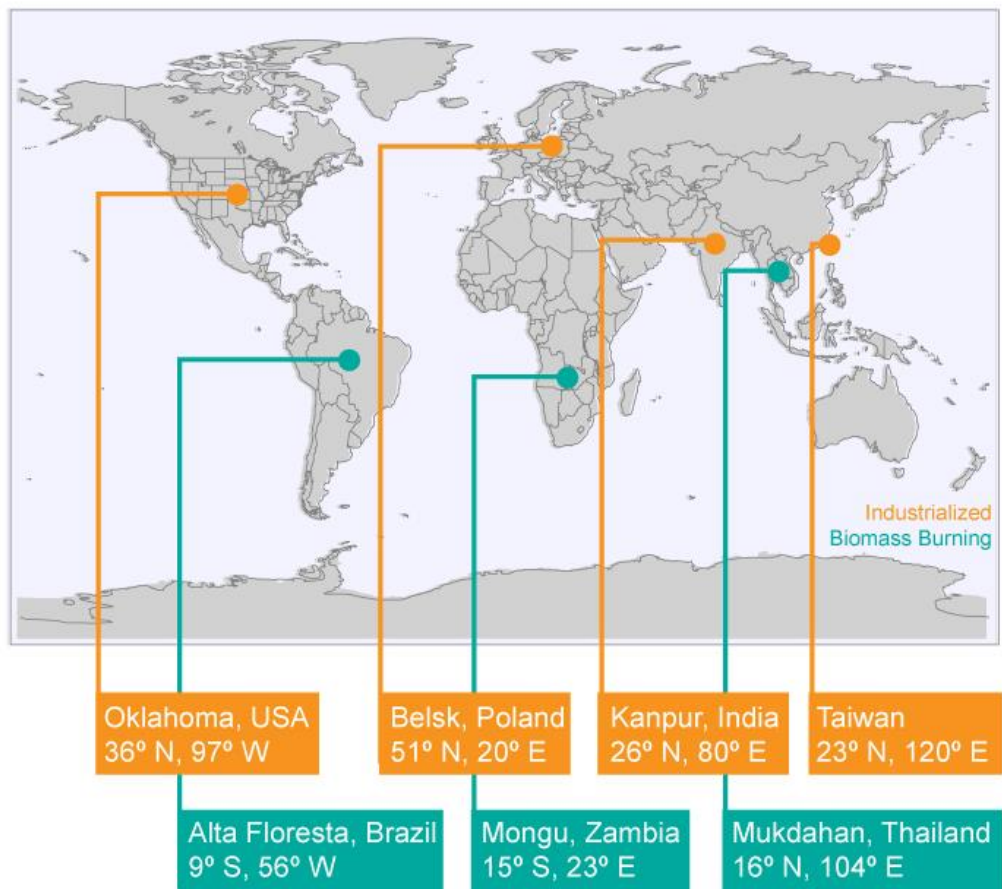 Industrialized
Biomass Burning
Oklahoma, USA
36º N, 97º W
Belsk, Poland
51º N, 20º E
Kanpur, India
26º N, 80º E
Taiwan
23º N, 120º E
Alta Floresta, Brazil
9º S, 56º W
Mongu, Zambia
15º S, 23º E
Mukdahan, Thailand
16º N, 104º E